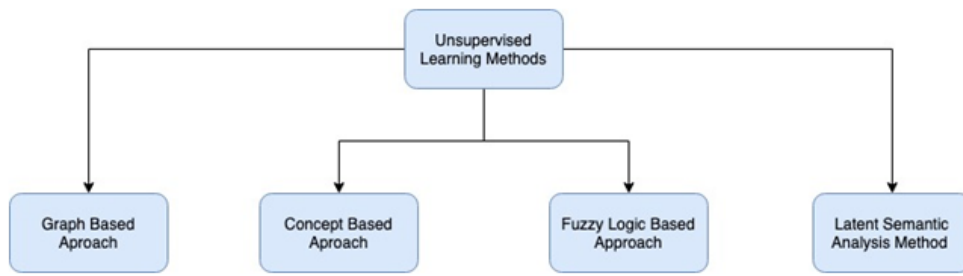 Unsupervised
Learning Methods
Graph Based
Aproach
Concept Based
Aproach
Fuzzy Logic Based
Approach
Latent Semantic
Analysis Method